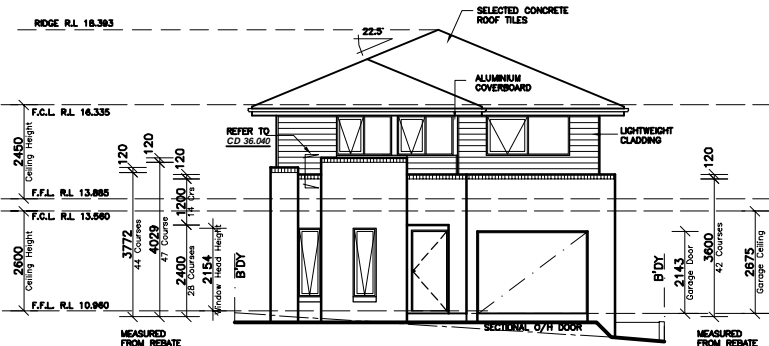 RIDGE R.L 18.393
22.5°
SELECTED CONCRETE
ROOF TILES
ALUMINIUM
COVERBOARD
F.C.L. R.L 16.335
2450
Ceiling Height
120
120
120
REFER TO
CD 36.040
LIGHTWEIGHT
CLADDING
120
F.F.L. R.L 13.885
F.C.L. R.L 13.560
1200
14 Crs
3772
44 Courses
4029
47 Course
2400
28 Courses
2154
Window Head Height
2600
Ceiling Height
B'DY
B'DY
2143
Garage Door
3600
42 Courses
2675
Garage Ceiling
F.F.L. R.L 10.960
SECTIONAL O/H DOOR
MEASURED
FROM REBATE
MEASURED
FROM REBATE